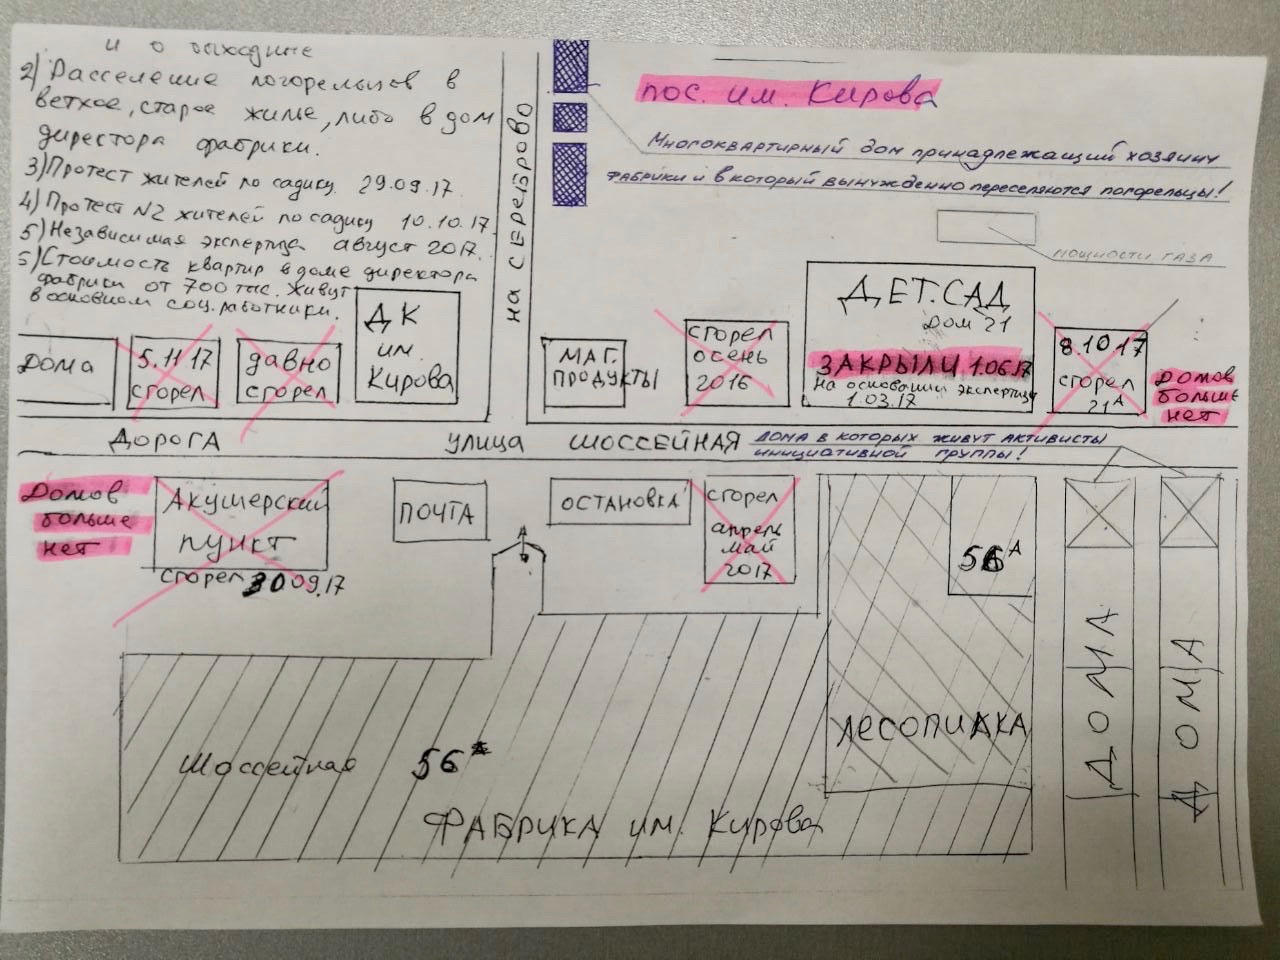 и о выходние
2) Расселение погорельцов в
ветхое, старое жилье, либо в дом
директора фабрики.
3) Протест жителей по садику 29.09.17.
4) Протест N2 жителей по садику 10.10.17.
5) Независимая экспертиза август 2017.
6) Стоимость квартир в доме директора
фабрики от 700 тыс. Живут
в основном соц.работники.
на СЕРЕБРОВО
пос. им. Кирова
Многоквартирный дом принадлежащий хозяину
ФАБРИКИ и в который вынужденно переселяются погорельцы!
МОЩНОСТИ ГАЗА
Дома
5.11 17
сгорел
давно
сгорел
ДК
им.
Кирова
МАГ.
ПРОДУКТЫ
сгорел
осень
2016
ДЕТ.САД
Дом 21
ЗАКРЫЛИ 1.06.17
На основании экспертизы
1.03.17
8.10 17
сгорел
21А
Домов
больше
нет
Дорога
улица ШОССЕЙНАЯ
Дома в которых живут активисты
инициативной группы!
Домов
больше
нет
Акушерский
пункт
сгорел 30 09.17
ПОЧТА
ОСТАНОВКА
сгорел
апрель
май
2017
56 А
ЛЕСОПИЛКА
ДОМА
ДОМА
Шоссейная 56 А
ФАБРИКА им. Кирова